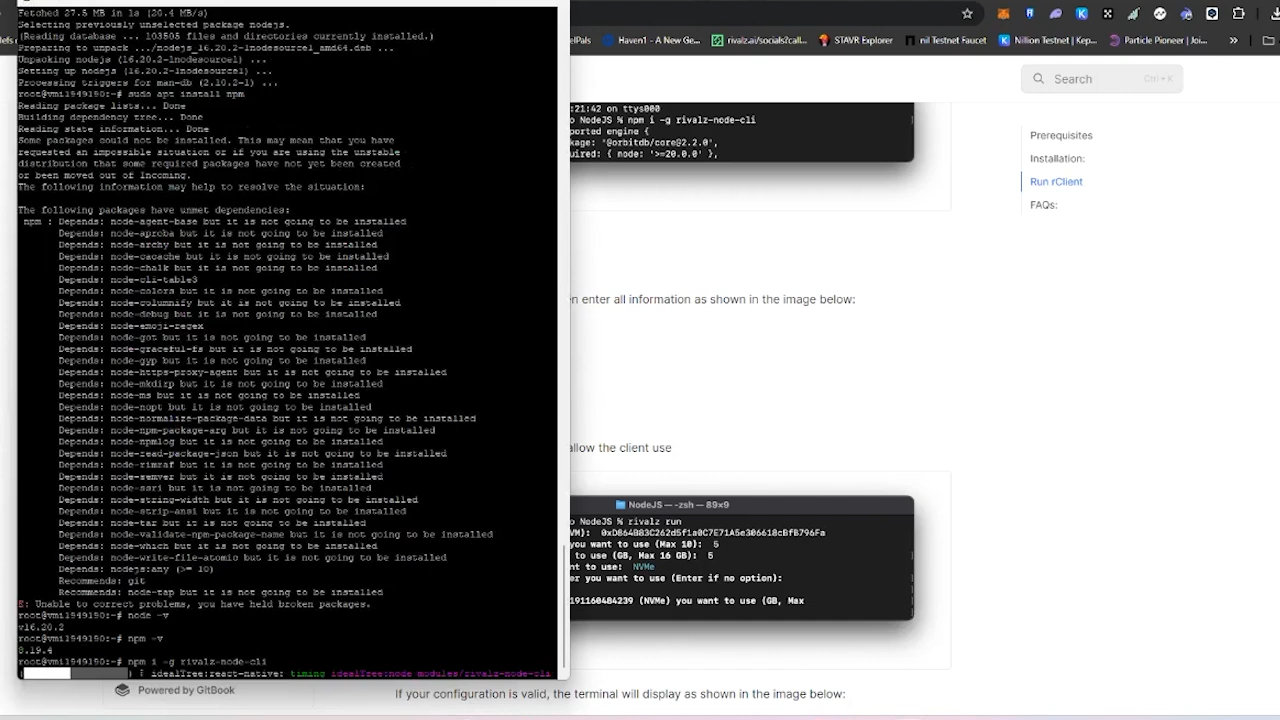 Fetched 27.5 MB in 1s (20.4 MB/s)
Selecting previously unselected package nodejs.
(Reading database ... 103505 files and directories currently installed.)
Preparing to unpack .../nodejs_16.20.2-1nodesource1_amd64.deb ...
Unpacking nodejs (16.20.2-1nodesource1) ...
Setting up nodejs (16.20.2-1nodesource1) ...
Processing triggers for man-db (2.10.2-1) ...
root@vmi1949190:~# sudo apt install npm
Reading package lists... Done
Building dependency tree... Done
Reading state information... Done
Some packages could not be installed. This may mean that you have
requested an impossible situation or if you are using the unstable
distribution that some required packages have not yet been created
or been moved out of Incoming.
The following information may help to resolve the situation:
The following packages have unmet dependencies:
npm : Depends: node-agent-base but it is not going to be installed
Depends: node-aproba but it is not going to be installed
Depends: node-archy but it is not going to be installed
Depends: node-cacache but it is not going to be installed
Depends: node-chalk but it is not going to be installed
Depends: node-cli-table3
Depends: node-colors but it is not going to be installed
Depends: node-columnify but it is not going to be installed
Depends: node-debug but it is not going to be installed
Depends: node-emoji-regex
Depends: node-got but it is not going to be installed
Depends: node-graceful-fs but it is not going to be installed
Depends: node-gyp but it is not going to be installed
Depends: node-https-proxy-agent but it is not going to be installed
Depends: node-mkdirp but it is not going to be installed
Depends: node-ms but it is not going to be installed
Depends: node-nopt but it is not going to be installed
Depends: node-normalize-package-data but it is not going to be installed
Depends: node-npm-package-arg but it is not going to be installed
Depends: node-npmlog but it is not going to be installed
Depends: node-read-package-json but it is not going to be installed
Depends: node-rimraf but it is not going to be installed
Depends: node-semver but it is not going to be installed
Depends: node-ssri but it is not going to be installed
Depends: node-string-width but it is not going to be installed
Depends: node-strip-ansi but it is not going to be installed
Depends: node-tar but it is not going to be installed
Depends: node-validate-npm-package-name but it is not going to be installed
Depends: node-which but it is not going to be installed
Depends: node-write-file-atomic but it is not going to be installed
Depends: nodejs:any (>= 10)
Recommends: git
Recommends: node-tap but it is not going to be installed
E: Unable to correct problems, you have held broken packages.
root@vmi1949190:~# node -v
v16.20.2
root@vmi1949190:~# npm -v
8.19.4
root@vmi1949190:~# npm i -g rivalz-node-cli
idealTree:react-native: timing idealTree:node_modules/rivalz-node-cli
Powered by GitBook
elPals
Haven1 - A New G...
rivalz.ai/socials?call...
STAVR Explorer
nil Testnet Faucet
Nillion Validator | Kep...
Particle Pioneer | Jo...
»
Search
Ctrl + K
Prerequisites
Installation:
Run rClient
FAQs:
:21:42 on ttys000
o NodeJS % npm i -g rivalz-node-cli
ported engine {
ackage: '@orbitdb/core@2.2.0',
uired: { node: '>=20.0.0' },
en enter all information as shown in the image below:
allow the client use
NodeJS — -zsh — 89×9
o NodeJS % rivalz run
VM): 0xD864B83C262d5f1a0C7E71A5e306618cBfB796Fa
you want to use (Max 10): 5
to use (GB, Max 16 GB): 5
nt to use: NVMe
er you want to use (Enter if no option):
191160484239 (NVMe) you want to use (GB, Max
If your configuration is valid, the terminal will display as shown in the image below: